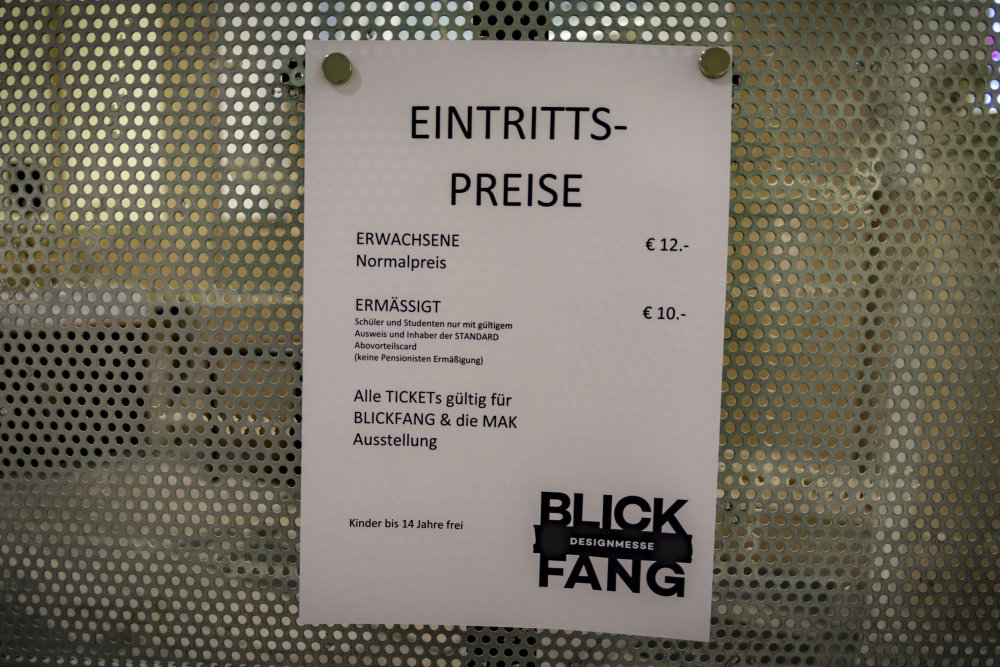 EINTRITTS-
PREISE
ERWACHSENE € 12.-
Normalpreis
ERMÄSSIGT € 10.-
Schüler und Studenten nur mit gültigem
Ausweis und Inhaber der STANDARD
Abovorteilscard
(keine Pensionisten Ermäßigung)
Alle TICKETs gültig für
BLICKFANG & die MAK
Ausstellung
Kinder bis 14 Jahre frei
BLICK
DESIGNMESSE
FANG